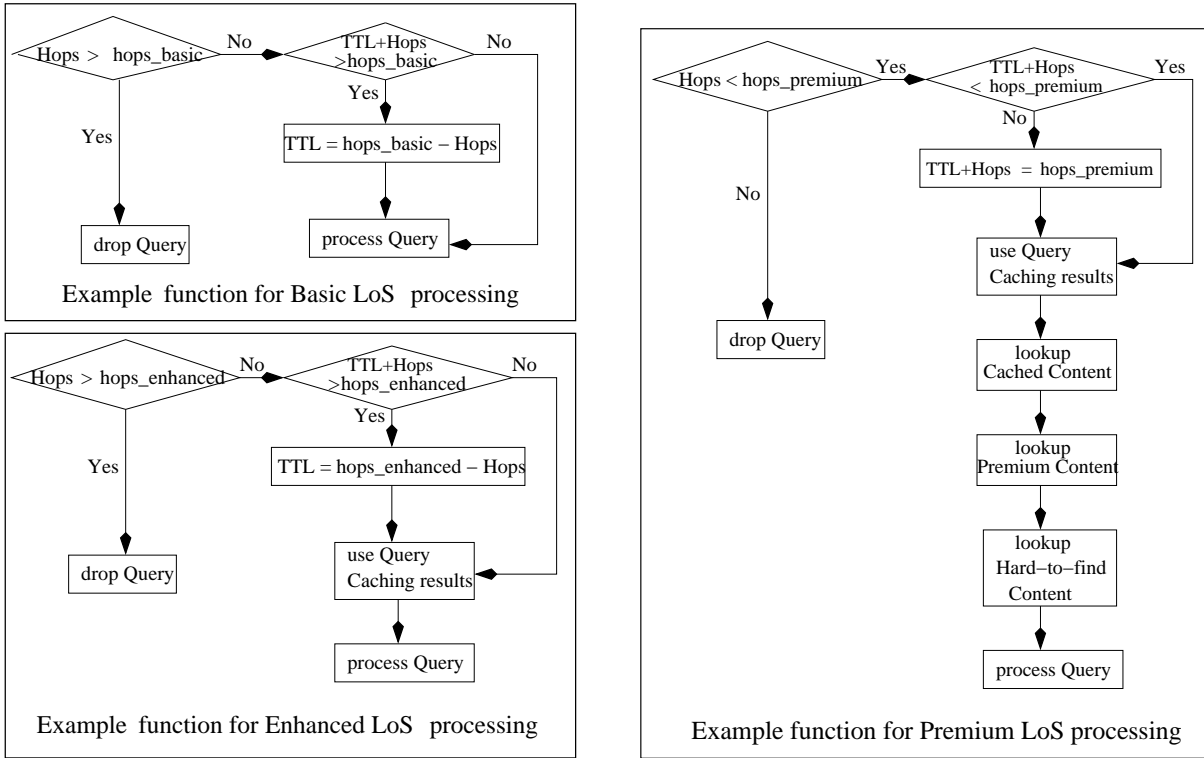 Hops > hops_basic
No
TTL+Hops
>hops_basic
No
Yes
Yes
TTL = hops_basic − Hops
drop Query
process Query
Example function for Basic LoS processing
Hops > hops_enhanced
No
TTL+Hops
>hops_enhanced
No
Yes
Yes
TTL = hops_enhanced − Hops
drop Query
use Query
Caching results
process Query
Example function for Enhanced LoS processing
Hops < hops_premium
Yes
TTL+Hops
< hops_premium
Yes
No
No
TTL+Hops = hops_premium
use Query
Caching results
drop Query
lookup
Cached Content
lookup
Premium Content
lookup
Hard−to−find
Content
process Query
Example function for Premium LoS processing